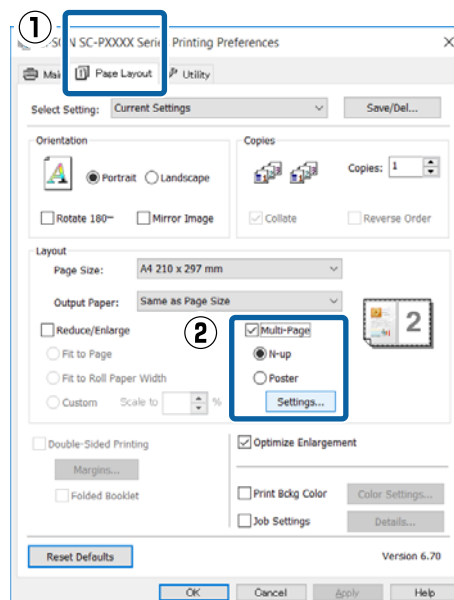 1
SON SC-PXXXX Serie Printing Preferences
Mai Page Layout Utility
Select Setting: Current Settings Save/Del...
Orientation Copies
A Portrait Landscape Copies: 1
Rotate 180° Mirror Image Collate Reverse Order
Layout
Page Size: A4 210 x 297 mm
Output Paper: Same as Page Size
2
Reduce/Enlarge 2 Multi-Page
Fit to Page N-up
Fit to Roll Paper Width Poster
Custom Scale to % Settings...
Double-Sided Printing Optimize Enlargement
Margins...
Folded Booklet Print Bckg Color Color Settings...
Job Settings Details...
Reset Defaults Version 6.70
OK Cancel Apply Help